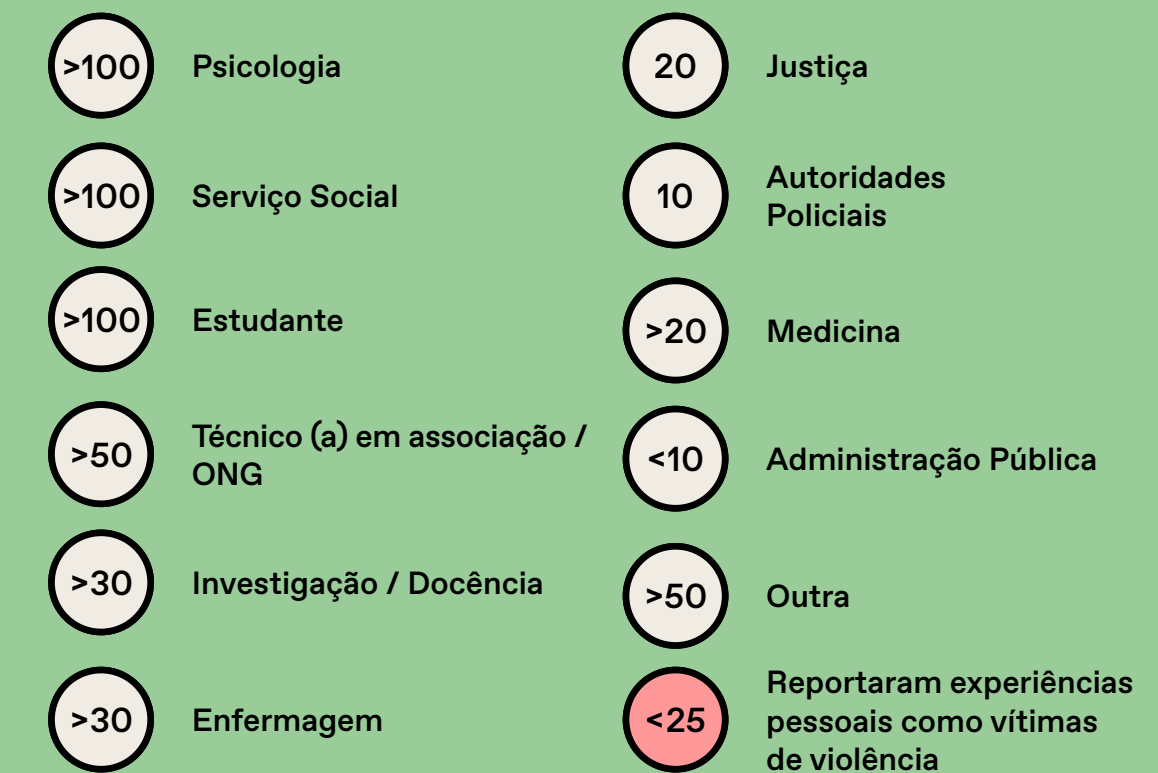 >100 Psicologia
>100 Serviço Social
>100 Estudante
>50 Técnico (a) em associação /
ONG
>30 Investigação / Docência
>30 Enfermagem
20 Justiça
10 Autoridades
Policiais
>20 Medicina
<10 Administração Pública
>50 Outra
<25 Reportaram experiências
pessoais como vítimas
de violência